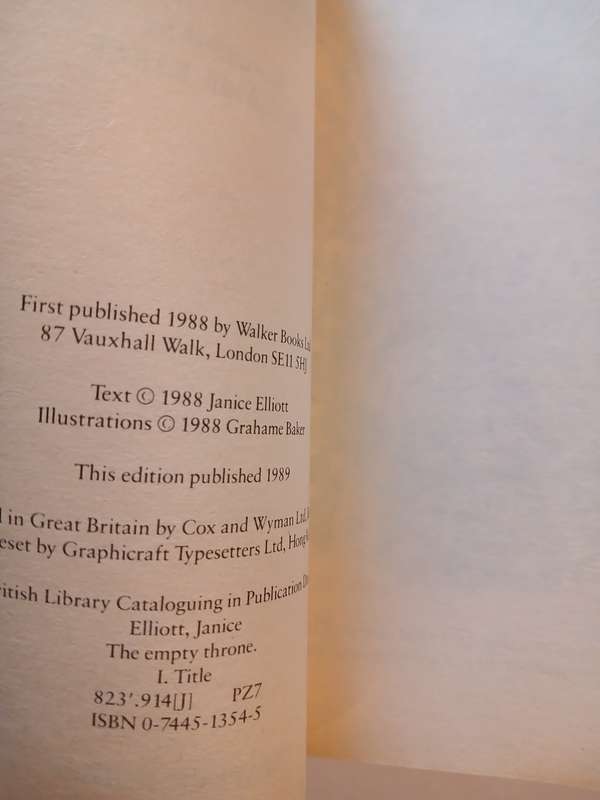 First published 1988 by Walker Books
87 Vauxhall Walk, London SE11 5HJ
Text © 1988 Janice Elliott
Illustrations © 1988 Grahame Baker
This edition published 1989
in Great Britain by Cox and Wyman Ltd,
by Graphicraft Typesetters Ltd,
Library Cataloguing in Publication
Elliott, Janice
The empty throne.
I. Title
823'.914[J] PZ7
ISBN 0-7445-1354-5